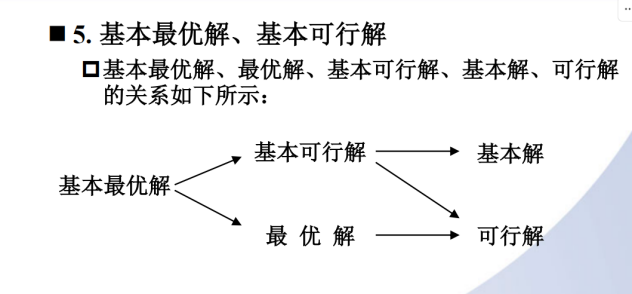 5. 基本最优解、基本可行解
基本最优解、最优解、基本可行解、基本解、可行解
的关系如下所示：
基本可行解
基本解
基本最优解
最 优 解
可行解